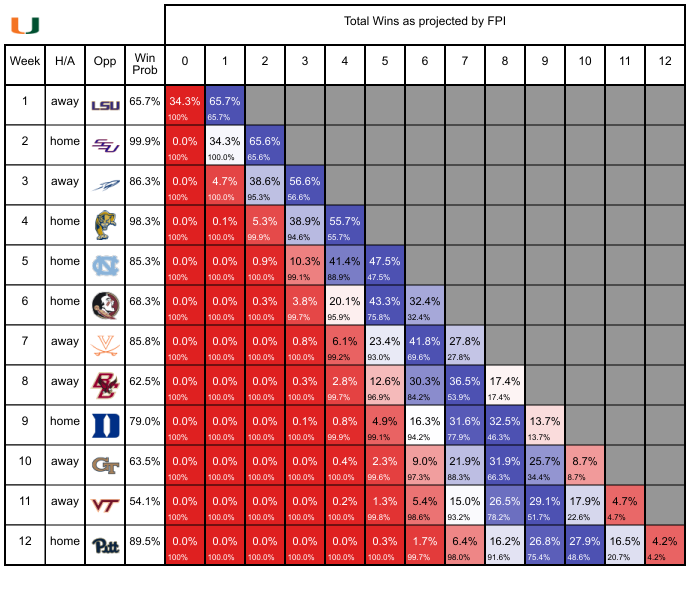 Total Wins as projected by FPI
Week H/A Opp Win Prob 0 1 2 3 4 5 6 7 8 9 10 11 12
1 away LSU 65.7% 34.3% 65.7%
100% 65.7%
2 home 99.9% 0.0% 34.3% 65.6%
100% 100.0% 65.6%
3 away 86.3% 0.0% 4.7% 38.6% 56.6%
100% 100.0% 95.3% 56.6%
4 home 98.3% 0.0% 0.1% 5.3% 38.9% 55.7%
100% 100.0% 99.9% 94.6% 55.7%
5 home 85.3% 0.0% 0.0% 0.9% 10.3% 41.4% 47.5%
100% 100.0% 100.0% 99.1% 88.9% 47.5%
6 home 68.3% 0.0% 0.0% 0.3% 3.8% 20.1% 43.3% 32.4%
100% 100.0% 100.0% 99.7% 95.9% 75.8% 32.4%
7 away 85.8% 0.0% 0.0% 0.0% 0.8% 6.1% 23.4% 41.8% 27.8%
100% 100.0% 100.0% 100.0% 99.2% 93.0% 69.6% 27.8%
8 away BC 62.5% 0.0% 0.0% 0.0% 0.3% 2.8% 12.6% 30.3% 36.5% 17.4%
100% 100.0% 100.0% 100.0% 99.7% 96.9% 84.2% 53.9% 17.4%
9 home D 79.0% 0.0% 0.0% 0.0% 0.1% 0.8% 4.9% 16.3% 31.6% 32.5% 13.7%
100% 100.0% 100.0% 100.0% 99.9% 99.1% 94.2% 77.9% 46.3% 13.7%
10 away GT 63.5% 0.0% 0.0% 0.0% 0.0% 0.4% 2.3% 9.0% 21.9% 31.9% 25.7% 8.7%
100% 100.0% 100.0% 100.0% 100.0% 99.6% 97.3% 88.3% 66.3% 34.4% 8.7%
11 away VT 54.1% 0.0% 0.0% 0.0% 0.0% 0.2% 1.3% 5.4% 15.0% 26.5% 29.1% 17.9% 4.7%
100% 100.0% 100.0% 100.0% 100.0% 99.8% 98.6% 93.2% 78.2% 51.7% 22.6% 4.7%
12 home Pitt 89.5% 0.0% 0.0% 0.0% 0.0% 0.0% 0.3% 1.7% 6.4% 16.2% 26.8% 27.9% 16.5% 4.2%
100% 100.0% 100.0% 100.0% 100.0% 100.0% 99.7% 98.0% 91.6% 75.4% 48.6% 20.7% 4.2%